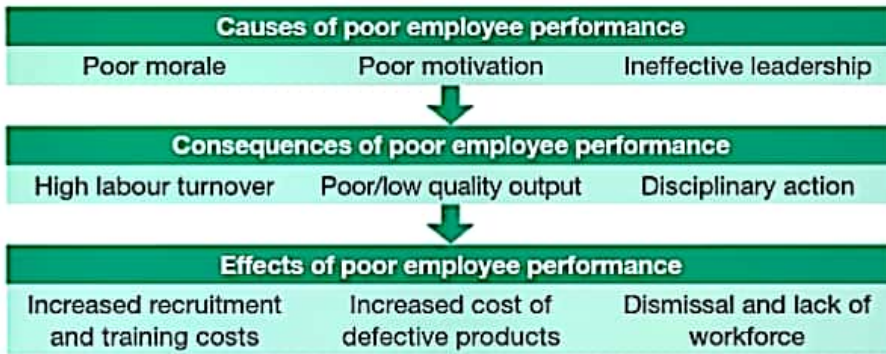 Causes of poor employee performance
Poor morale Poor motivation Ineffective leadership
Consequences of poor employee performance
High labour turnover Poor/low quality output Disciplinary action
Effects of poor employee performance
Increased recruitment Increased cost of Dismissal and lack of
and training costs defective products workforce